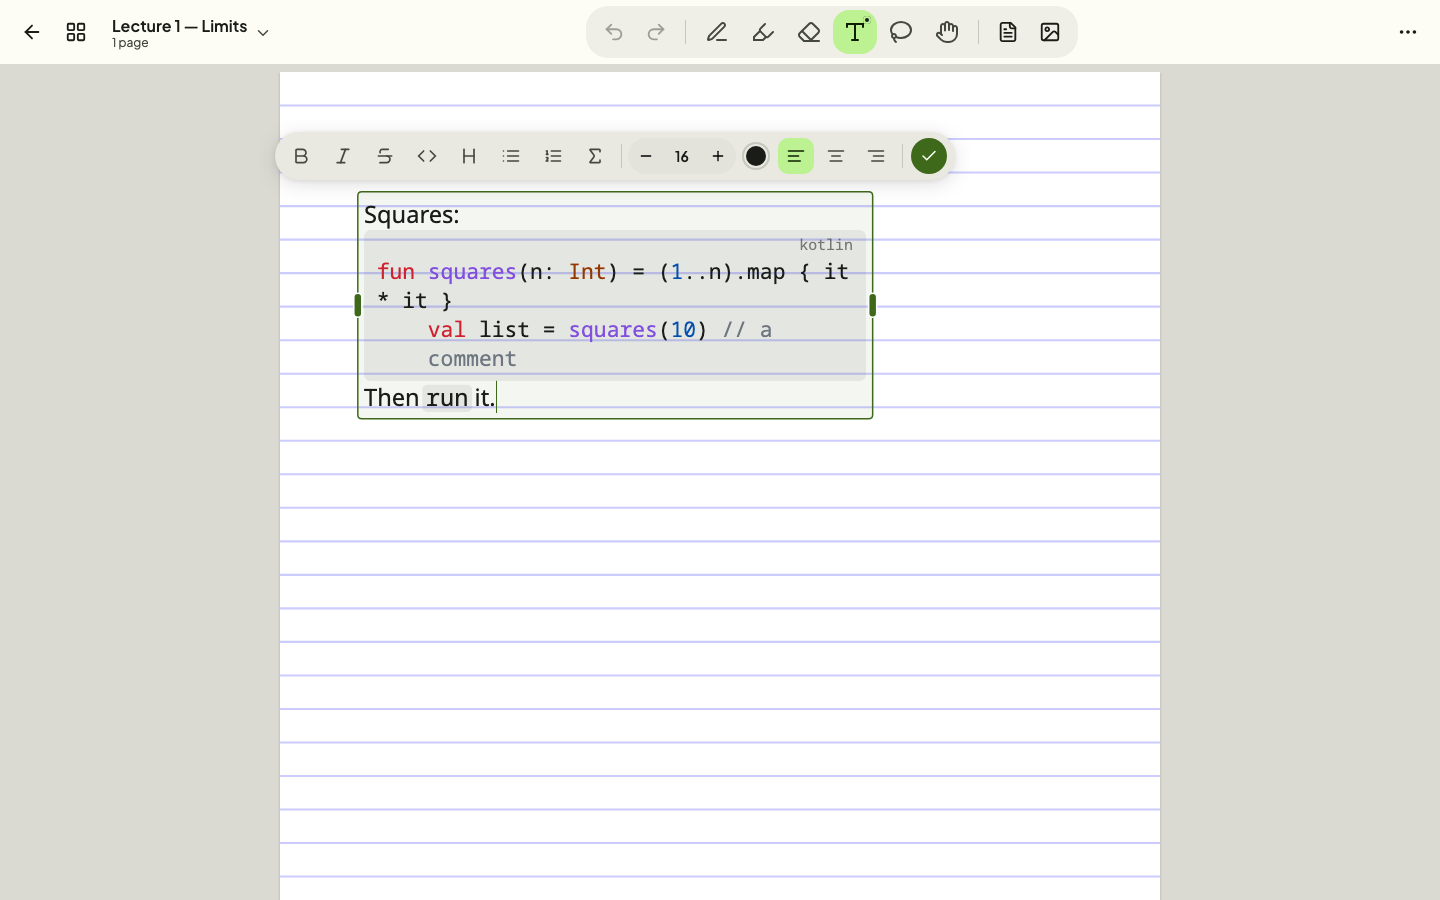 Lecture 1 — Limits
1 page
16
Squares:
kotlin
fun squares(n: Int) = (1..n).map { it
* it }
    val list = squares(10) // a
    comment
Then run it.